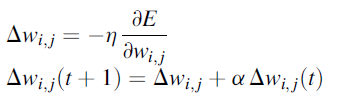 Δw_{i,j} = −η ∂E/∂w_{i,j}
Δw_{i,j}(t + 1) = Δw_{i,j} + α Δw_{i,j}(t)